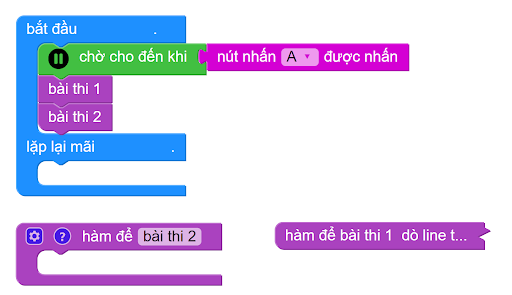 bắt đầu .
chờ cho đến khi nút nhấn A được nhấn
bài thi 1
bài thi 2
lặp lại mãi .
? hàm để bài thi 2
hàm để bài thi 1 dò line t...